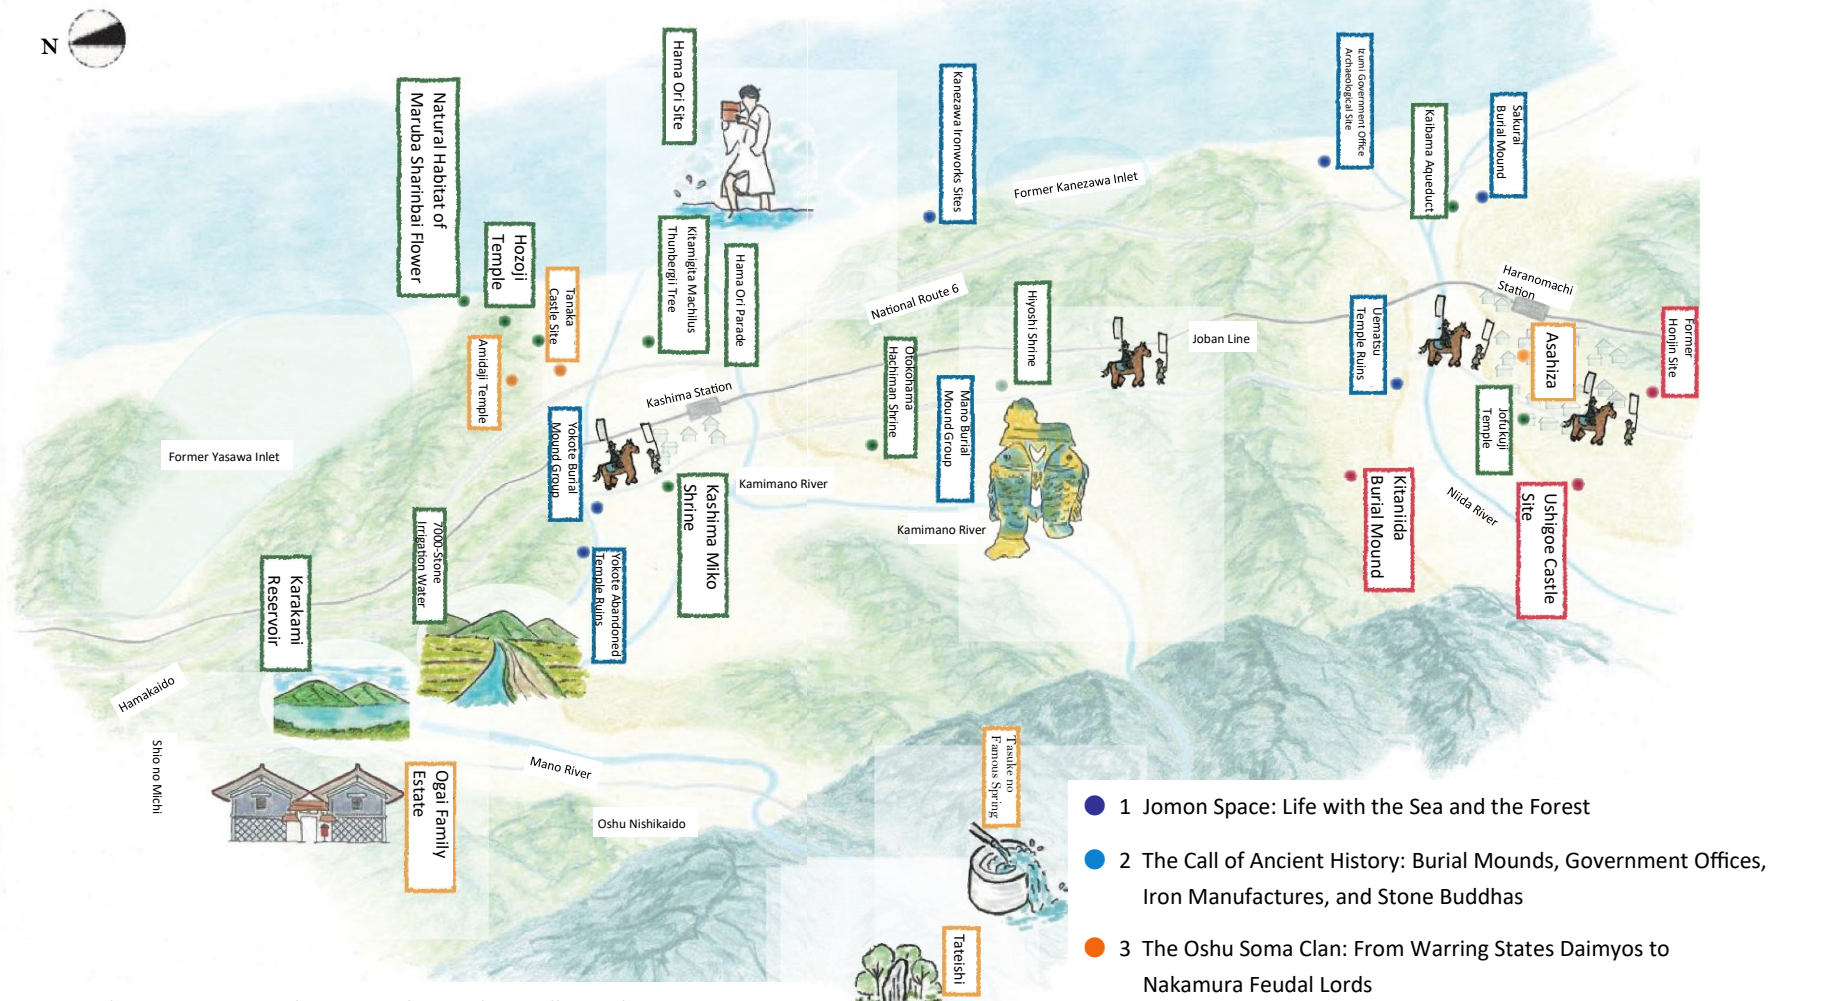 N
Hama Ori Site
Natural Habitat of
Maruba Sharinbai Flower
Kanezawa Ironworks Sites
Izumi Government Office
Archaeological Site
Kaibama Aqueduct
Sakurai
Burial Mound
Former Kanezawa Inlet
Hozoji
Temple
Tanaka
Castle Site
Amidaji Temple
Kitamigita Machilus
Thunbergii Tree
Hama Ori Parade
National Route 6
Hiyoshi Shrine
Joban Line
Uematsu
Temple Ruins
Haranomachi
Station
Asahiza
Former
Honjin Site
Kashima Station
Otokohama
Hachiman Shrine
Mano Burial
Mound Group
Jofukuji
Temple
Former Yasawa Inlet
Yokote Burial
Mound Group
Kashima Miko
Shrine
Kamimano River
Kamimano River
Kitaniida
Burial Mound
Niida River
Ushigoe Castle
Site
7000-Stone
Irrigation Water
Karakami
Reservoir
Yokote Abandoned
Temple Ruins
Hamakaido
Shio no Michi
Ogai Family
Estate
Mano River
Oshu Nishikaido
Tasuke no
Famous Spring
Tateishi
1 Jomon Space: Life with the Sea and the Forest
2 The Call of Ancient History: Burial Mounds, Government Offices,
Iron Manufactures, and Stone Buddhas
3 The Oshu Soma Clan: From Warring States Daimyos to
Nakamura Feudal Lords